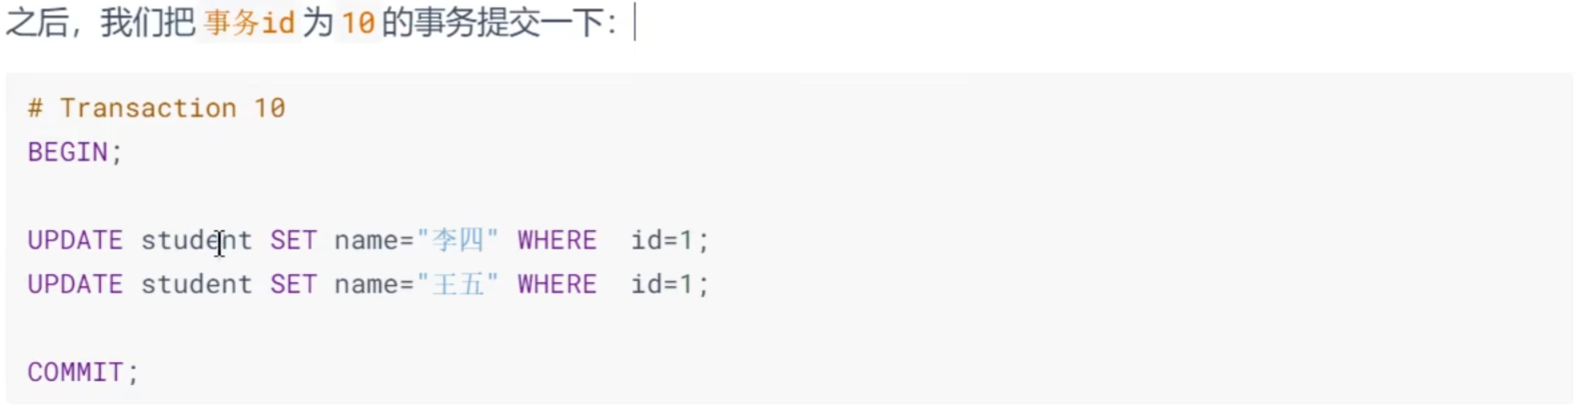 之后，我们把 事务id 为 10 的事务提交一下：
# Transaction 10
BEGIN;
UPDATE student SET name="李四" WHERE  id=1;
UPDATE student SET name="王五" WHERE  id=1;
COMMIT;